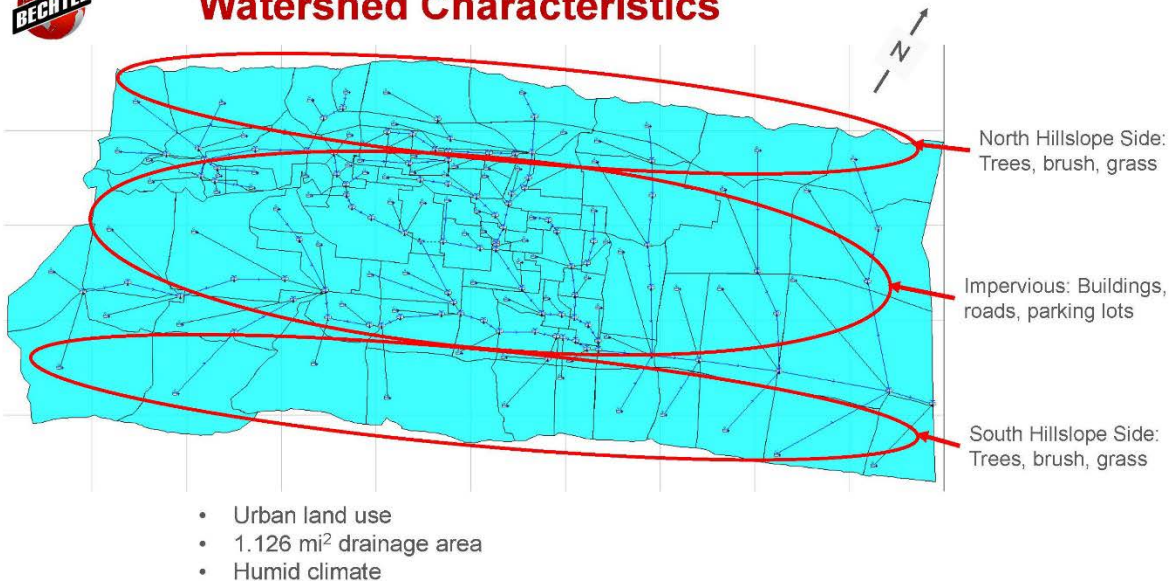 BECHTEL
Watershed Characteristics
N
North Hillslope Side:
Trees, brush, grass
Impervious: Buildings,
roads, parking lots
South Hillslope Side:
Trees, brush, grass
• Urban land use
• 1.126 mi² drainage area
• Humid climate